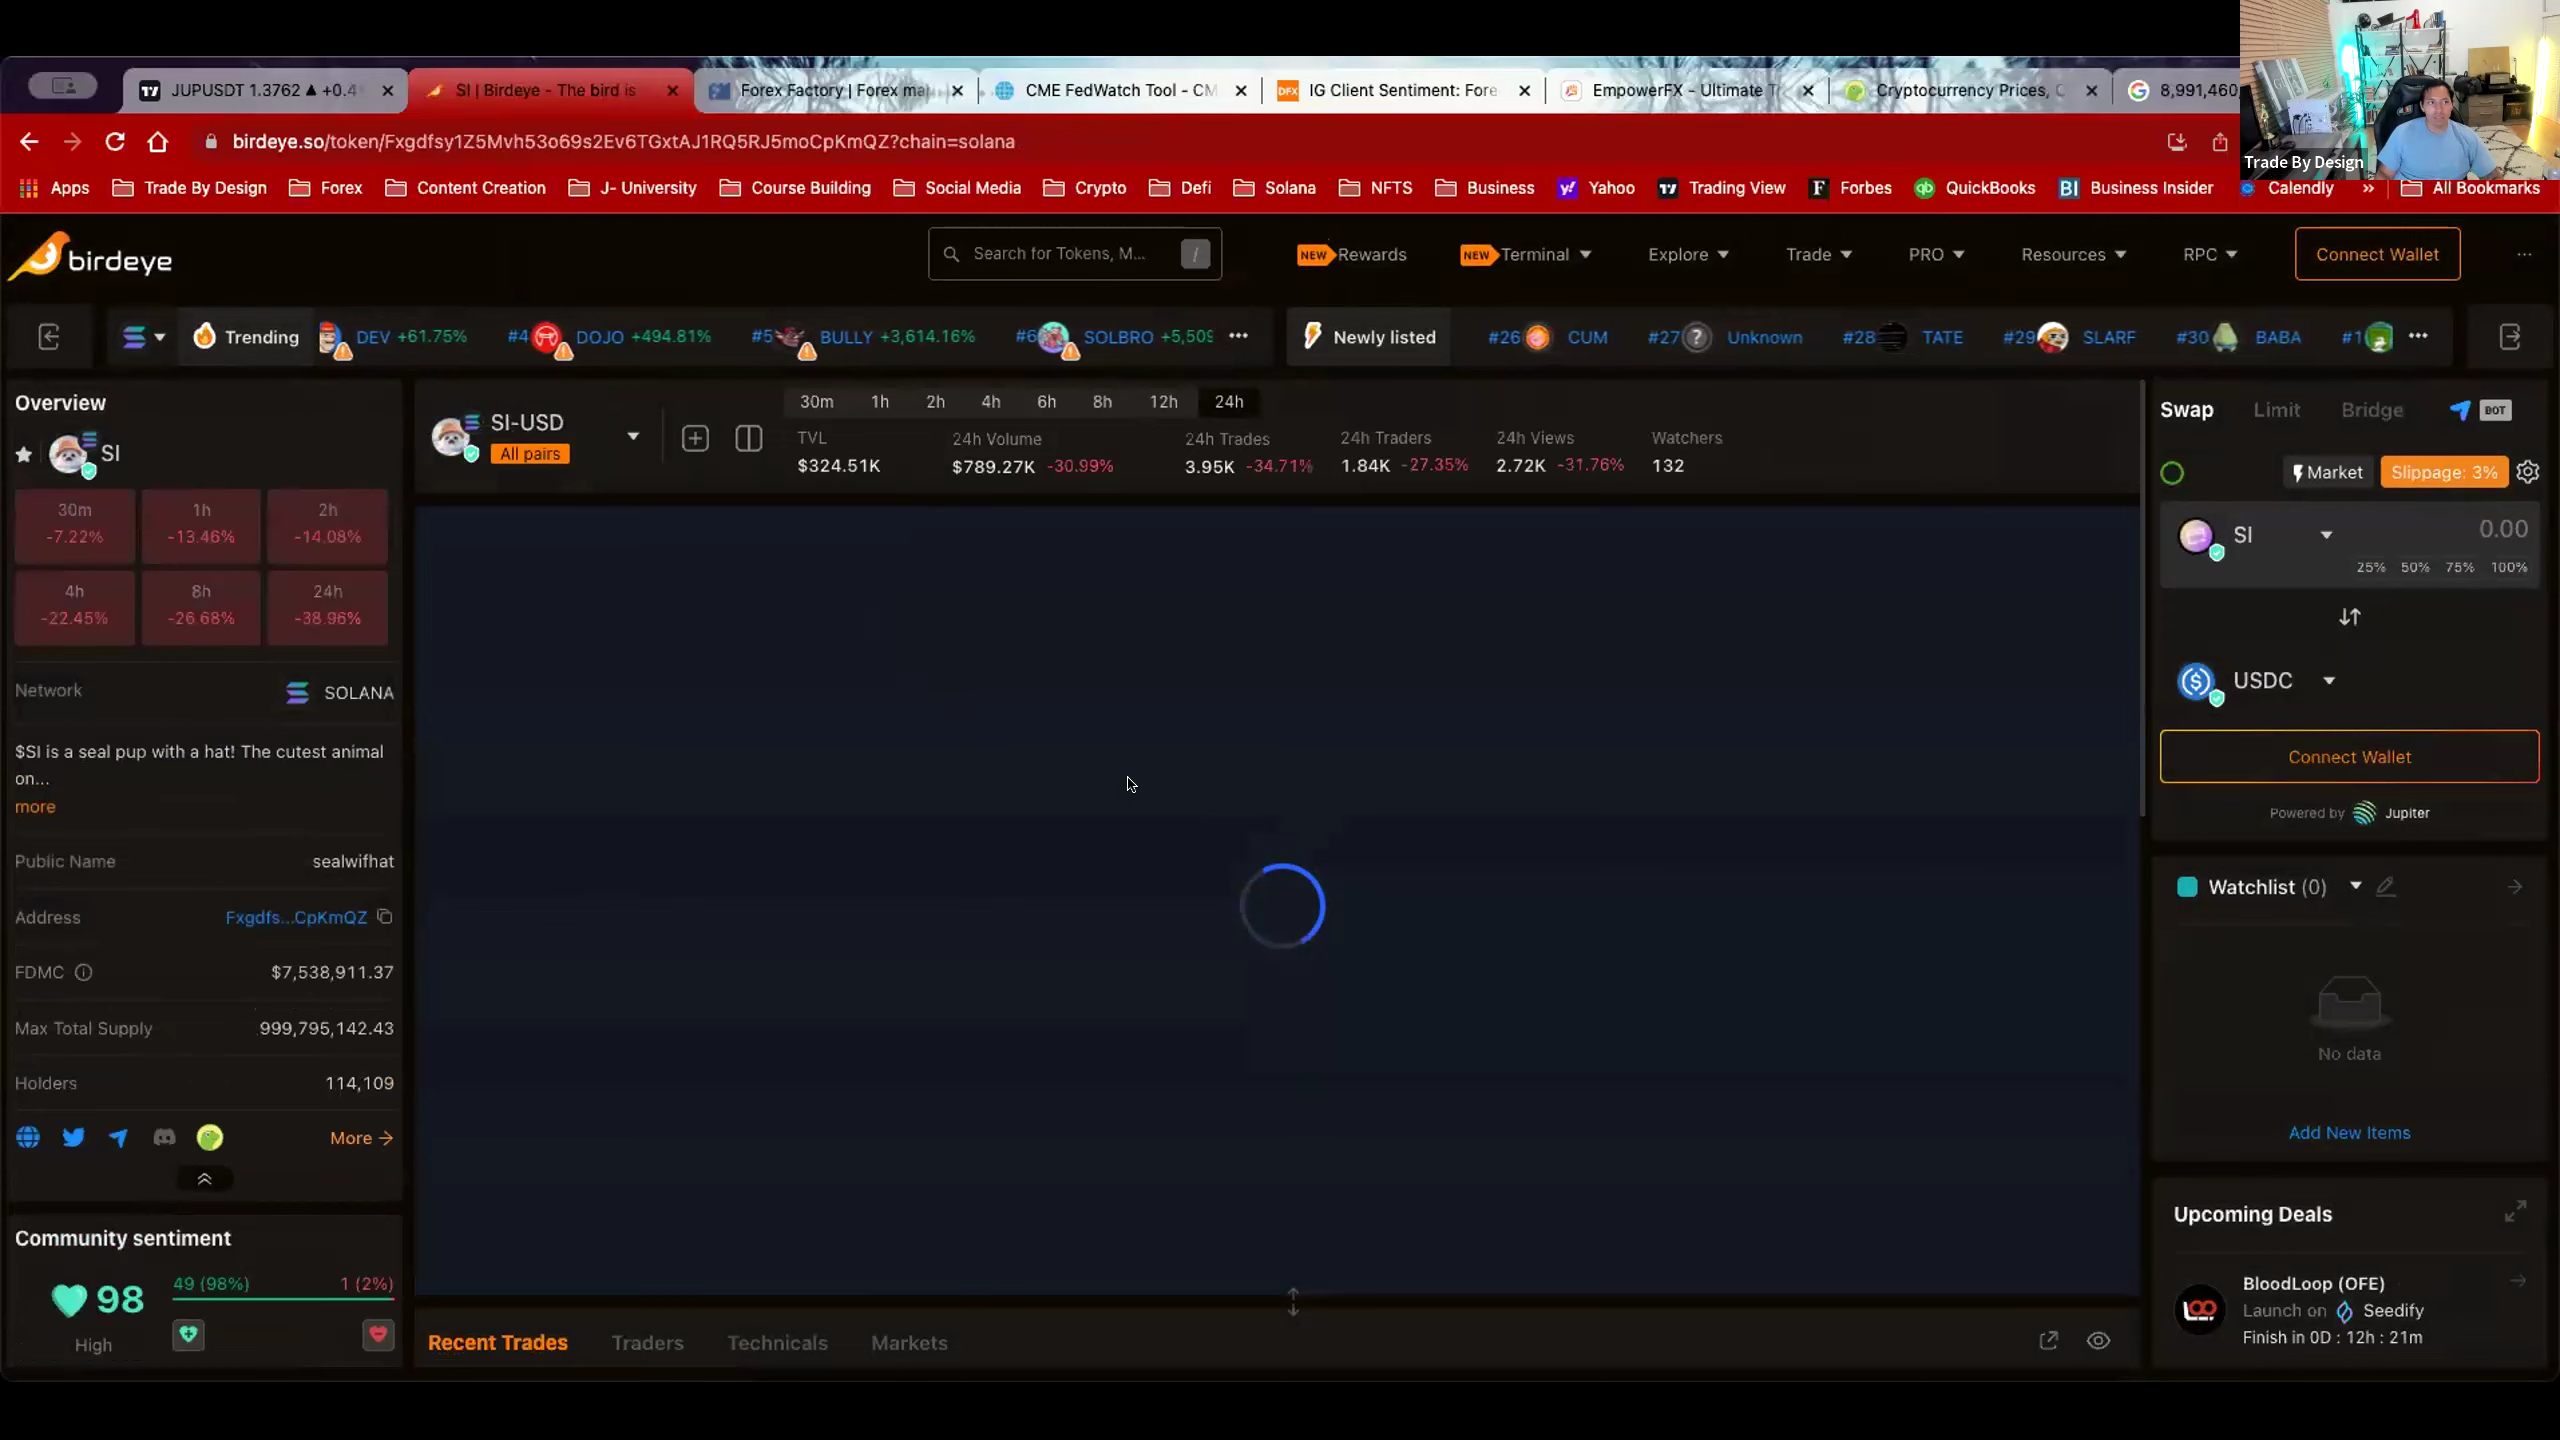 JUPUSDT 1.3762 ▲ +0.4
SI | Birdeye - The bird is
Forex Factory | Forex ma
CME FedWatch Tool - CM
IG Client Sentiment: Fore
EmpowerFX - Ultimate T
Cryptocurrency Prices, C
8,991,460
birdeye.so/token/Fxgdfsy1Z5Mvh53o69s2Ev6TGxtAJ1RQ5RJ5moCpKmQZ?chain=solana
Trade By Design
Apps
Trade By Design
Forex
Content Creation
J- University
Course Building
Social Media
Crypto
Defi
Solana
NFTS
Business
Yahoo
Trading View
Forbes
QuickBooks
Business Insider
Calendly
»
All Bookmarks
birdeye
Search for Tokens, M... /
NEW Rewards
NEW Terminal
Explore
Trade
PRO
Resources
RPC
Connect Wallet
Trending
DEV +61.75%
#4 DOJO +494.81%
#5 BULLY +3,614.16%
#6 SOLBRO +5,509
Newly listed
#26 CUM
#27 ? Unknown
#28 TATE
#29 SLARF
#30 BABA
#1
Overview
SI
30m 1h 2h
-7.22% -13.46% -14.08%
4h 8h 24h
-22.45% -26.68% -38.96%
Network SOLANA
$SI is a seal pup with a hat! The cutest animal
on...
more
Public Name sealwifhat
Address Fxgdfs...CpKmQZ
FDMC $7,538,911.37
Max Total Supply 999,795,142.43
Holders 114,109
More →
Community sentiment
98 49 (98%) 1 (2%)
High
SI-USD
All pairs
30m 1h 2h 4h 6h 8h 12h 24h
TVL 24h Volume 24h Trades 24h Traders 24h Views Watchers
$324.51K $789.27K -30.99% 3.95K -34.71% 1.84K -27.35% 2.72K -31.76% 132
Recent Trades Traders Technicals Markets
Swap Limit Bridge BOT
Market Slippage: 3%
SI 0.00
25% 50% 75% 100%
USDC
Connect Wallet
Powered by Jupiter
Watchlist (0)
No data
Add New Items
Upcoming Deals
BloodLoop (OFE)
Launch on Seedify
Finish in 0D : 12h : 21m